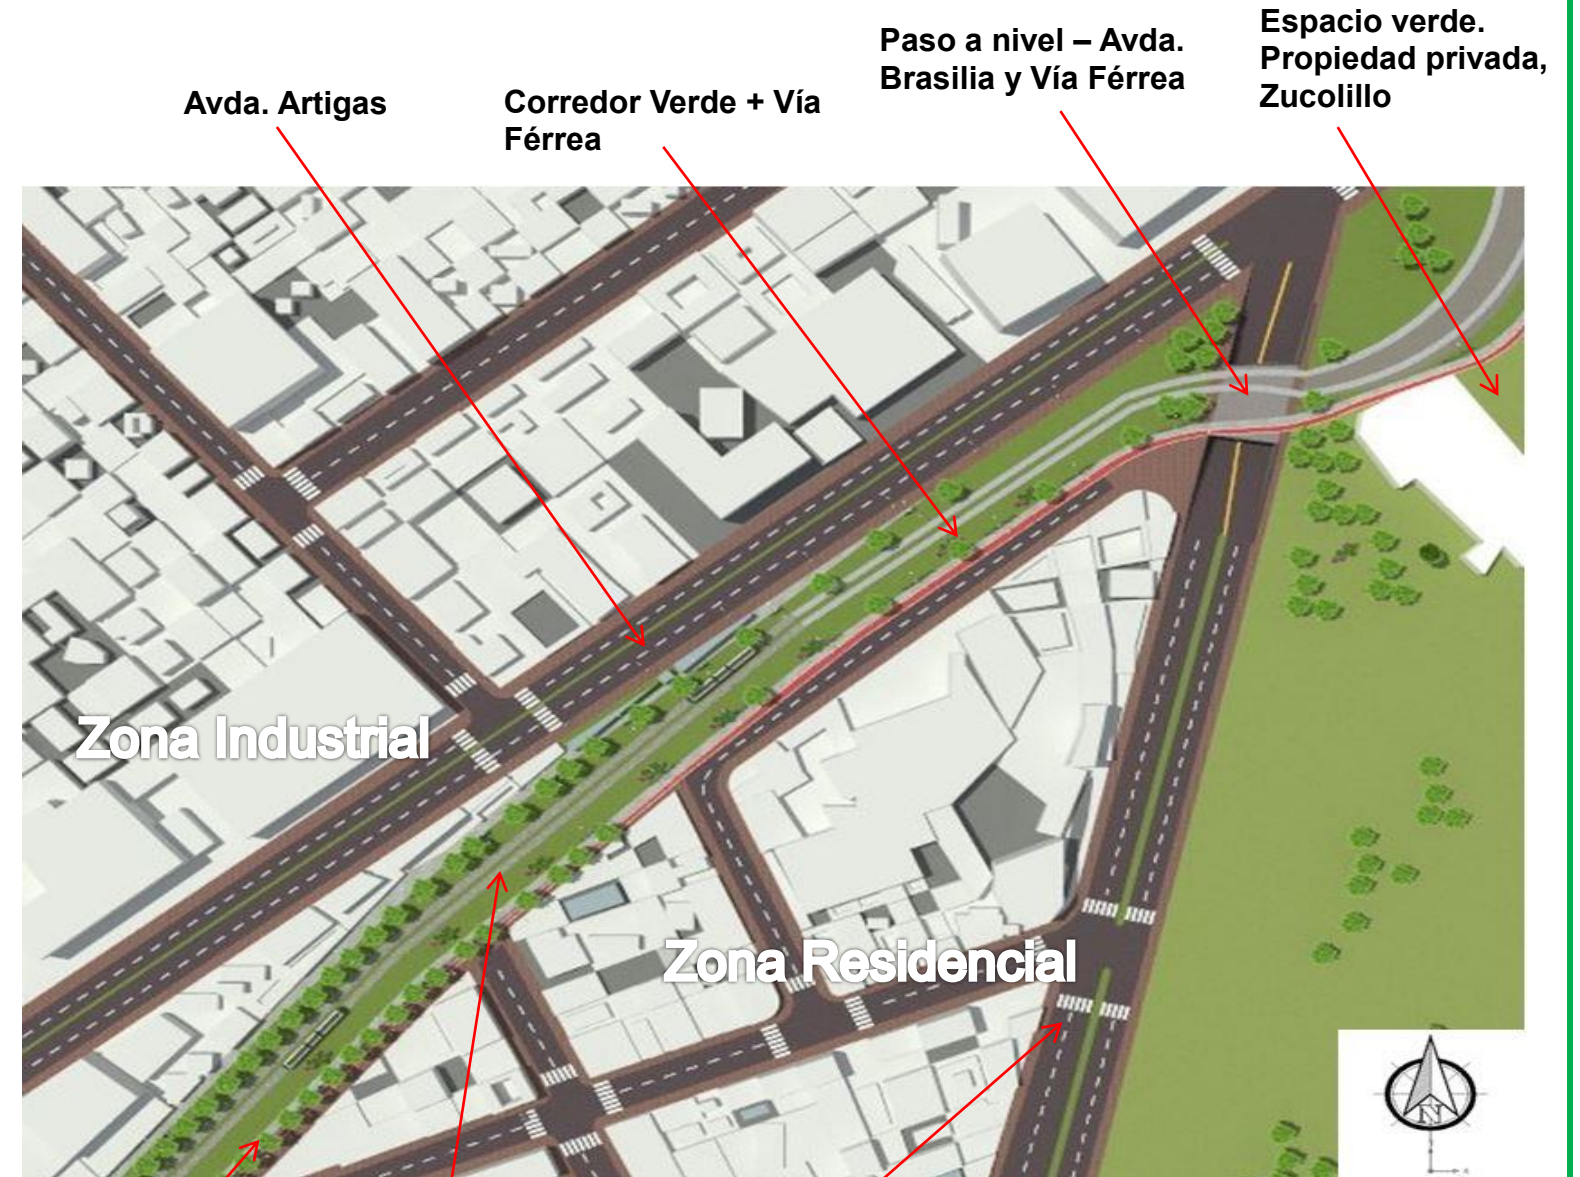 Avda. Artigas
Corredor Verde + Vía
Férrea
Paso a nivel – Avda.
Brasilia y Vía Férrea
Espacio verde.
Propiedad privada,
Zucolillo
Zona Industrial
Zona Residencial
N